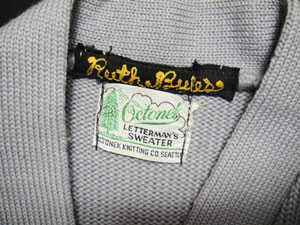 Ruth Byles
Octonek
LETTERMAN'S
SWEATER
OCTONEK KNITTING CO. SEATTLE